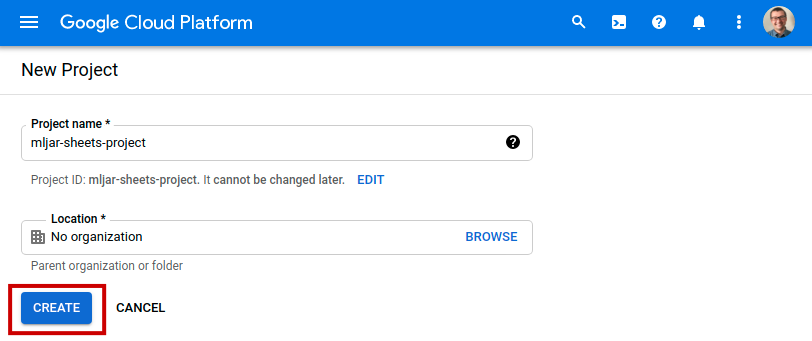 Google Cloud Platform
New Project
Project name *
mljar-sheets-project
Project ID: mljar-sheets-project. It cannot be changed later. EDIT
Location *
No organization BROWSE
Parent organization or folder
CREATE CANCEL